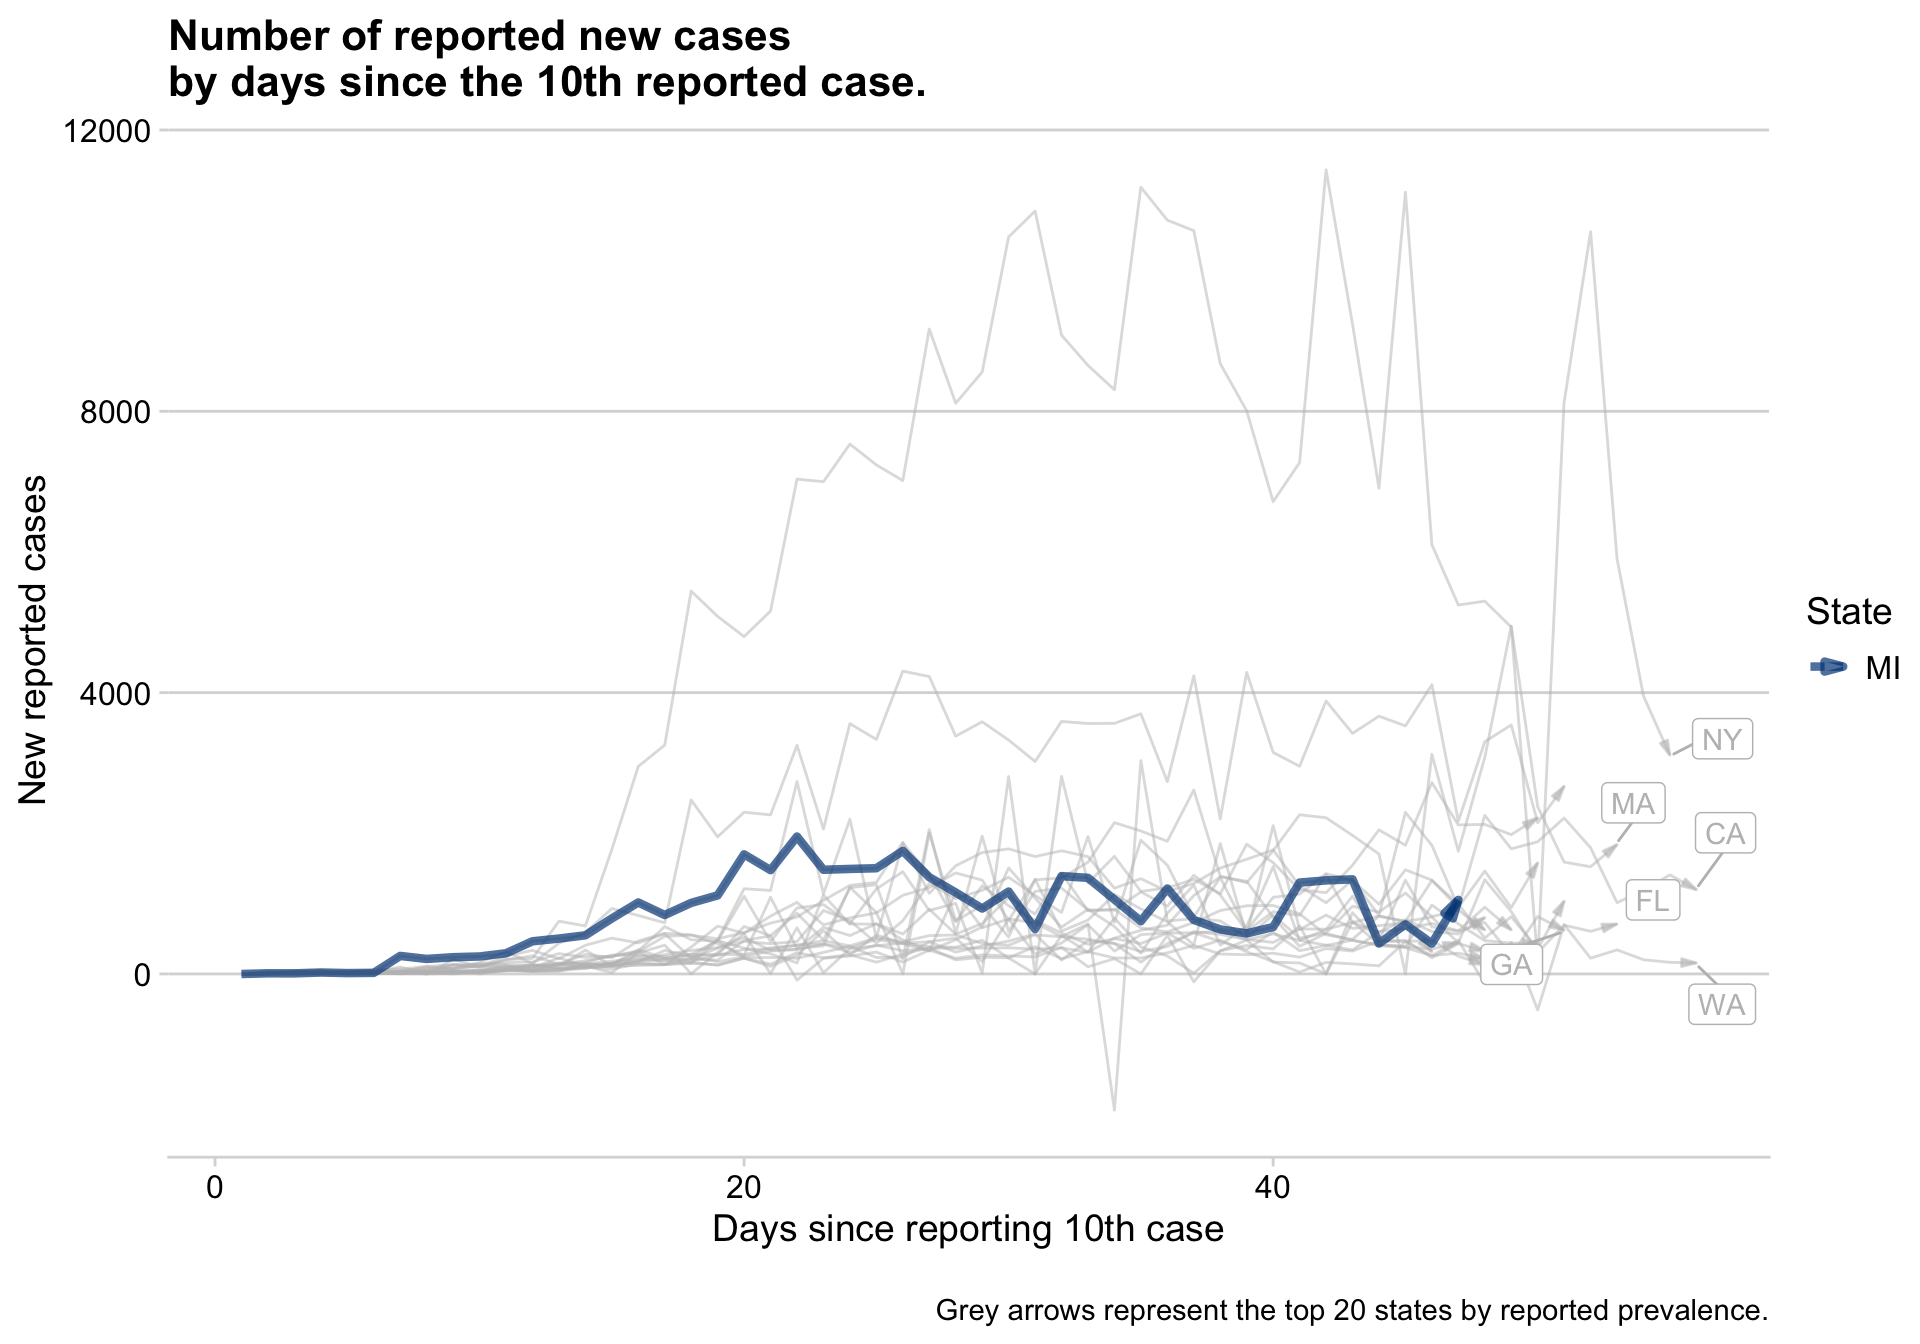 Number of reported new cases
by days since the 10th reported case.
12000
8000
4000
0
New reported cases
NY
MA
CA
FL
GA
WA
State
MI
0
20
40
Days since reporting 10th case
Grey arrows represent the top 20 states by reported prevalence.